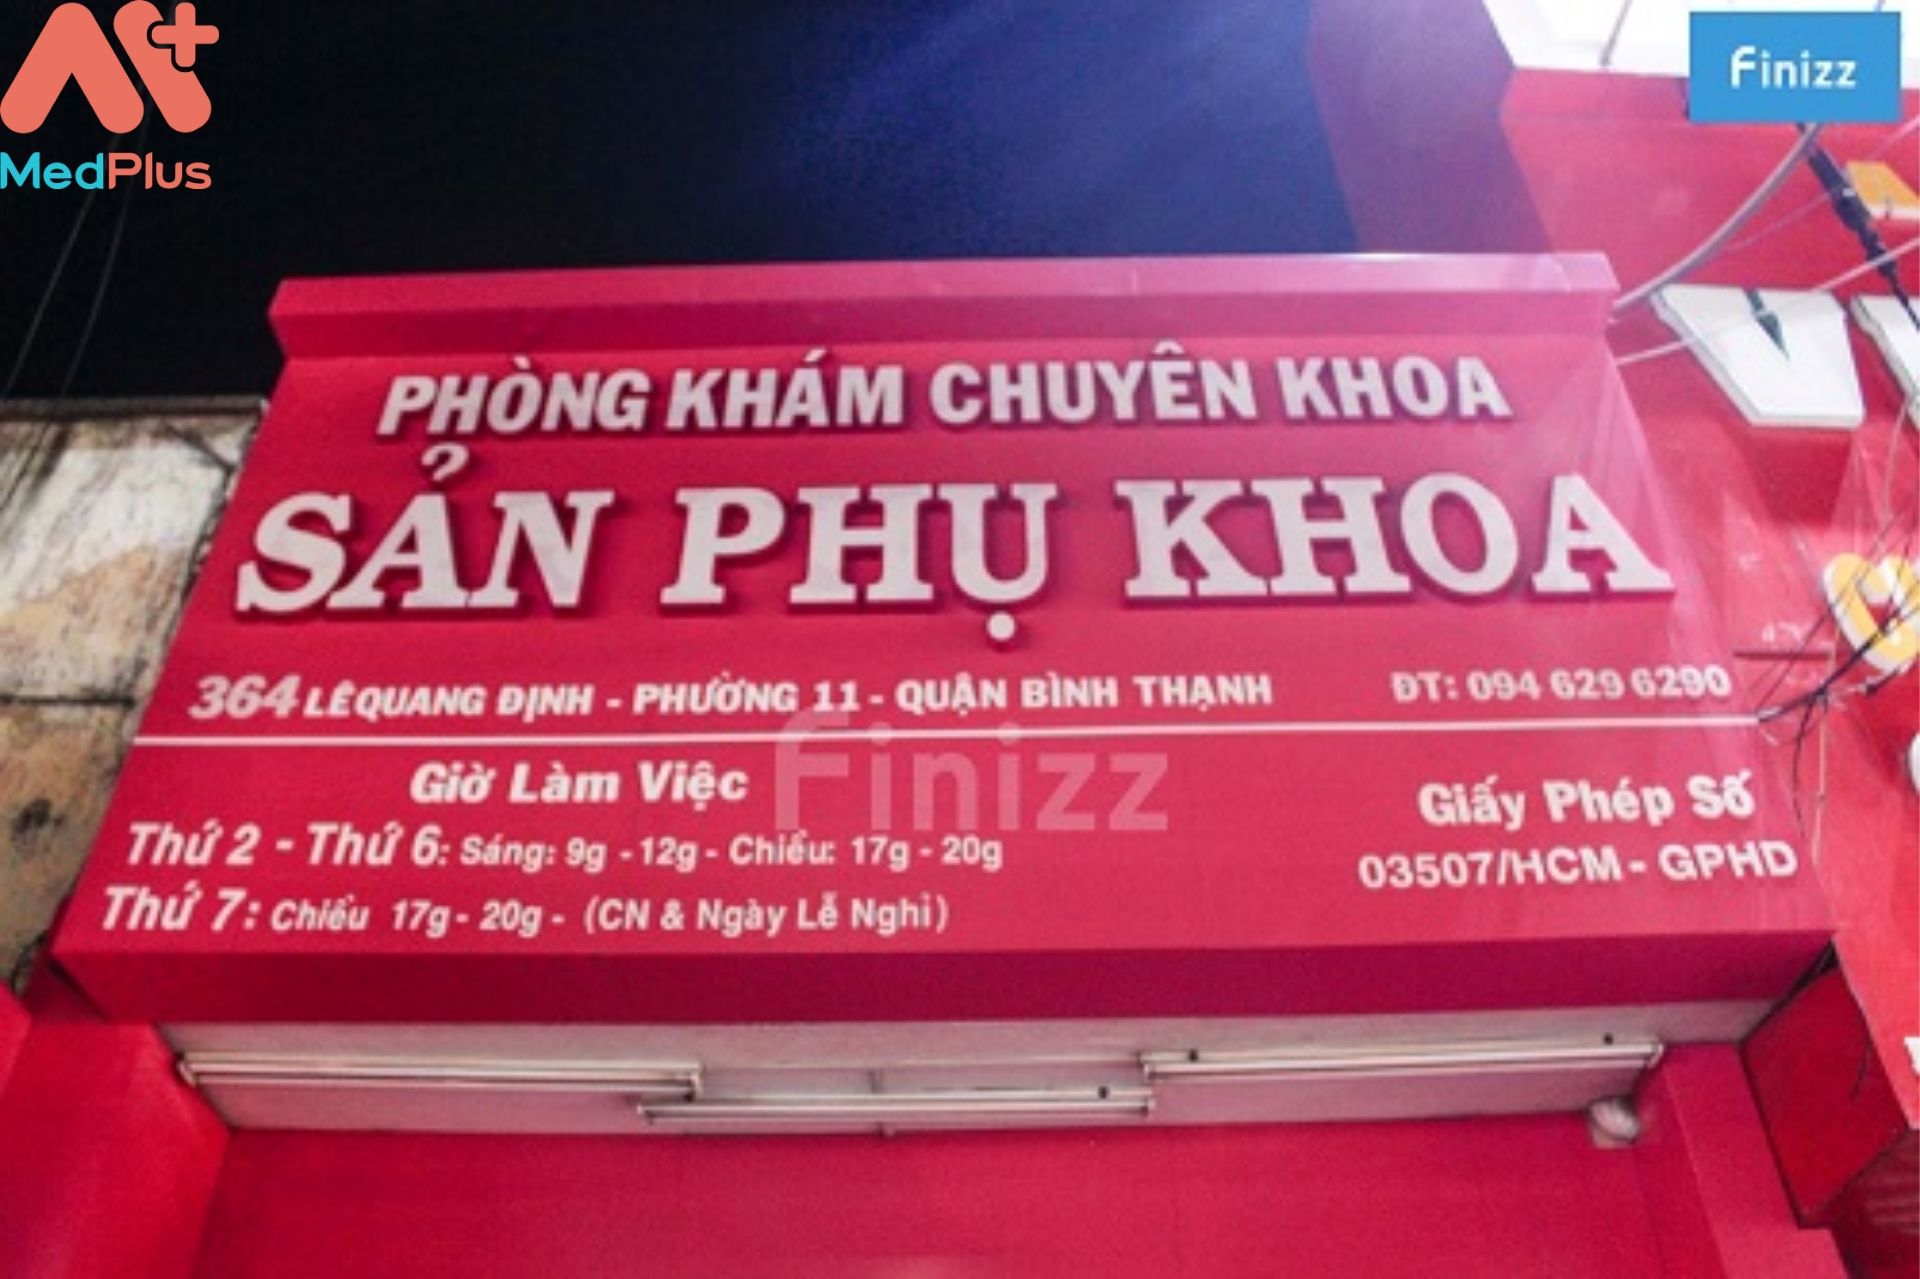 MedPlus
Finizz
PHÒNG KHÁM CHUYÊN KHOA
SẢN PHỤ KHOA
364 LÊ QUANG ĐỊNH - PHƯỜNG 11 - QUẬN BÌNH THẠNH ĐT: 094 629 6290
Finizz
Giờ Làm Việc
Thứ 2 - Thứ 6: Sáng: 9g - 12g - Chiều: 17g - 20g
Thứ 7: Chiều 17g - 20g - (CN & Ngày Lễ Nghỉ)
Giấy Phép Số
03507/HCM - GPHD
V